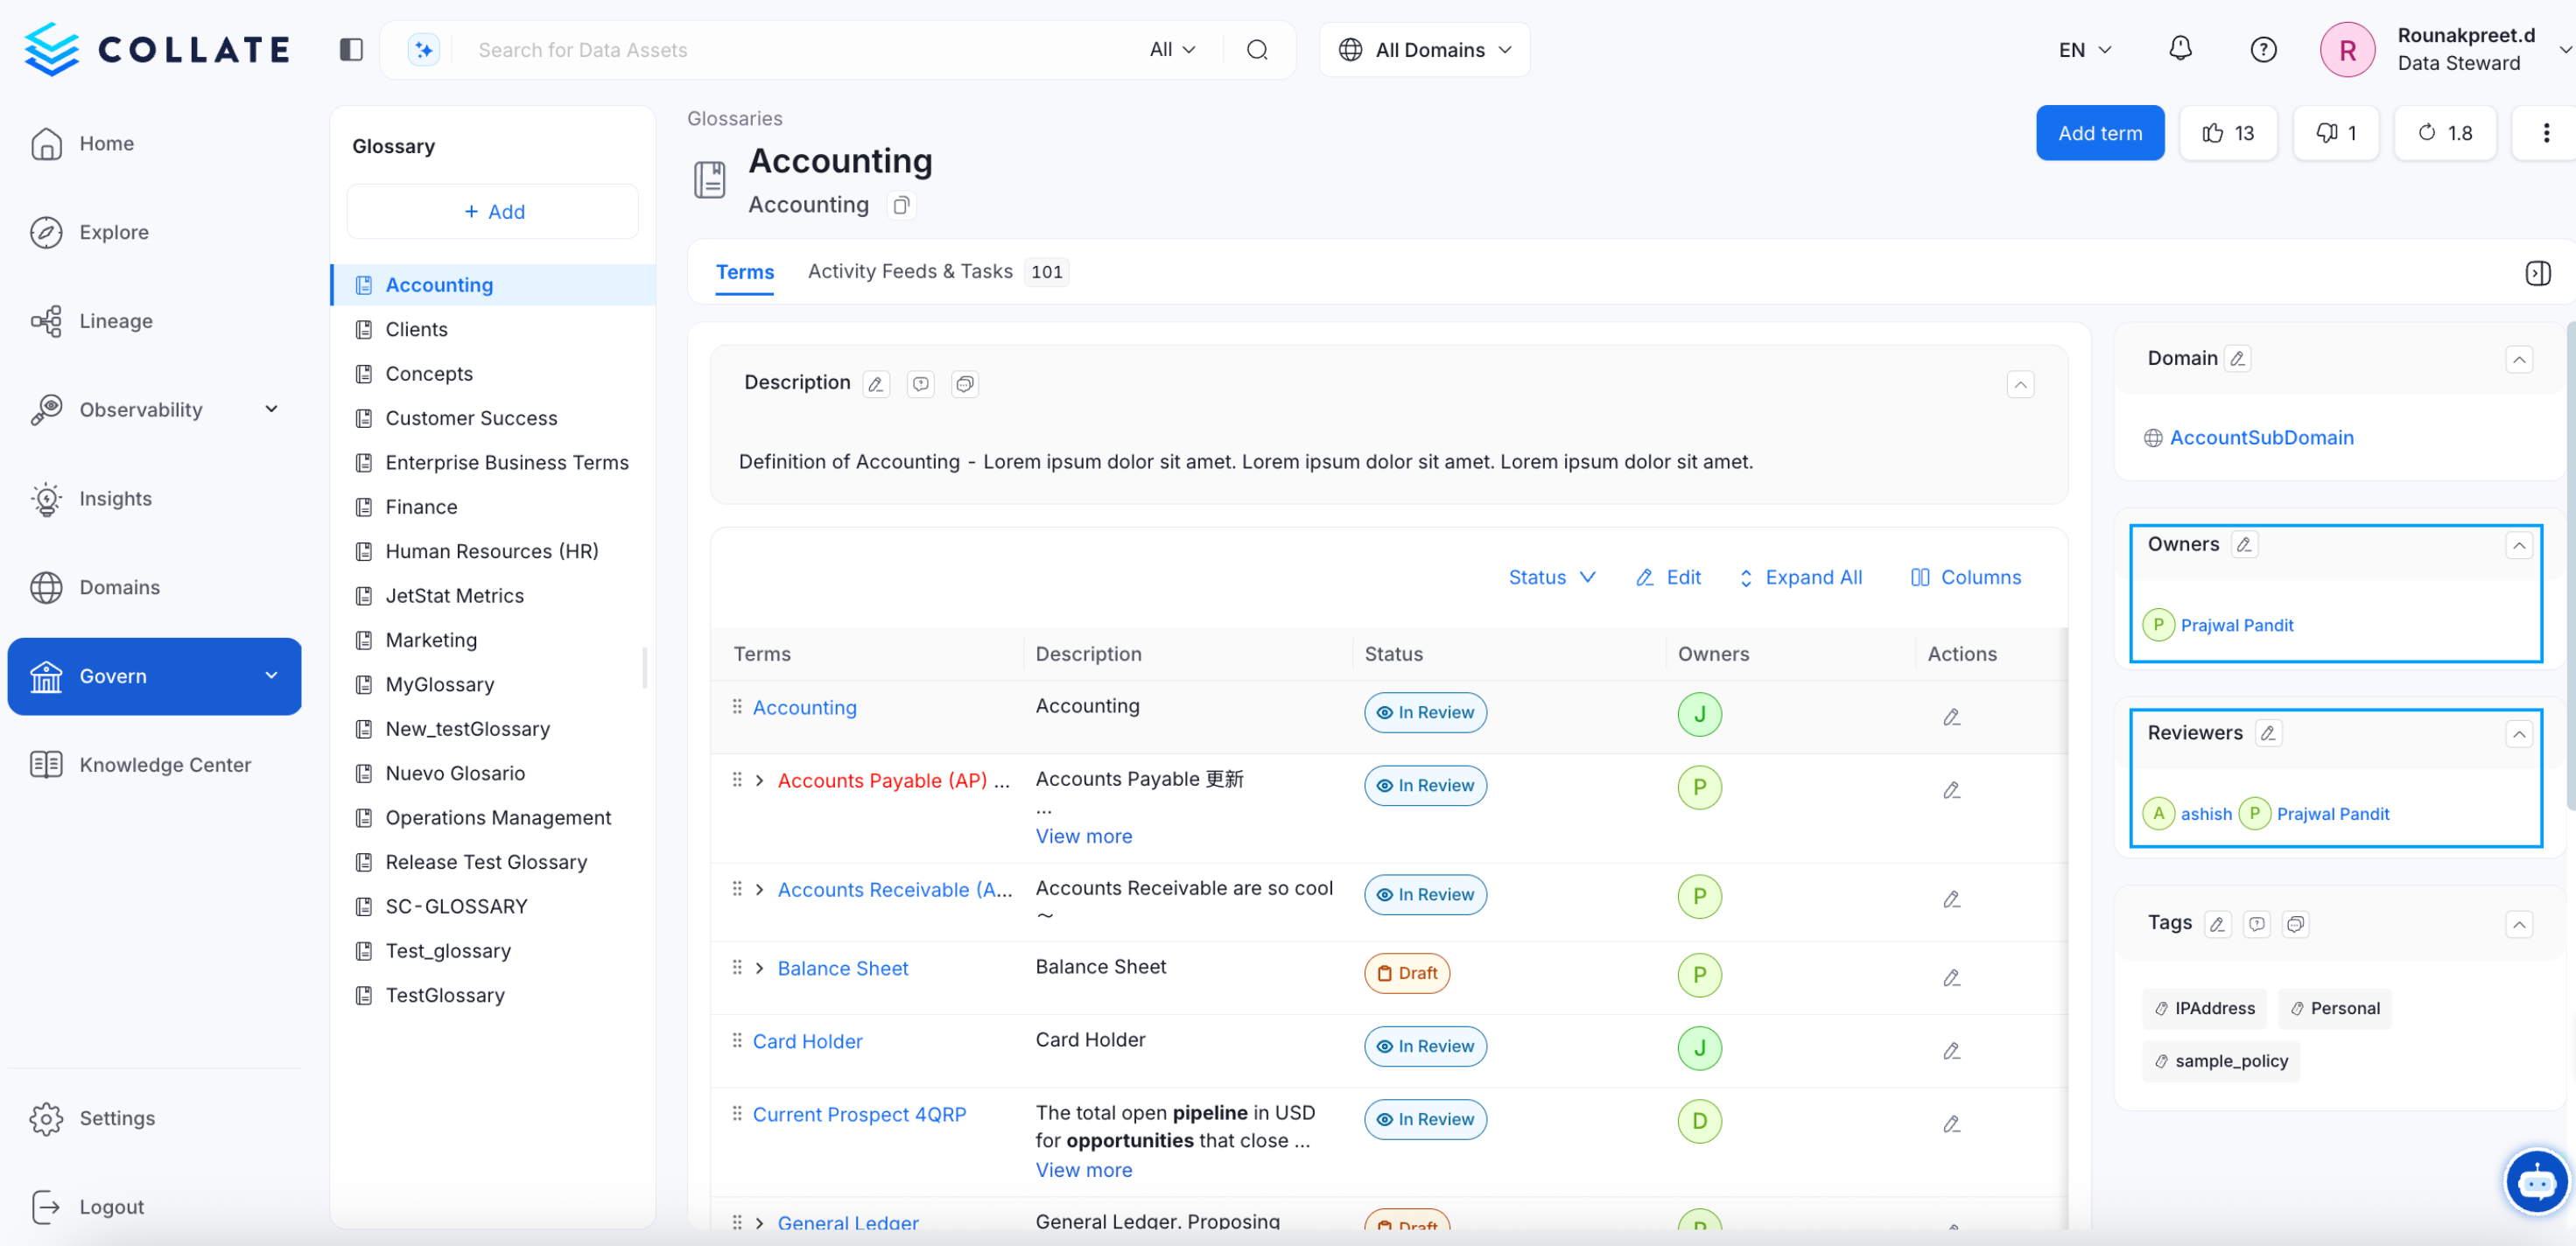 COLLATE
Search for Data Assets
All
All Domains
EN
R
Rounakpreet.d
Data Steward
Home
Explore
Lineage
Observability
Insights
Domains
Govern
Knowledge Center
Settings
Logout
Glossary
+ Add
Accounting
Clients
Concepts
Customer Success
Enterprise Business Terms
Finance
Human Resources (HR)
JetStat Metrics
Marketing
MyGlossary
New_testGlossary
Nuevo Glosario
Operations Management
Release Test Glossary
SC-GLOSSARY
Test_glossary
TestGlossary
Glossaries
Accounting
Accounting
Add term
13
1
1.8
Terms
Activity Feeds & Tasks 101
Description
Definition of Accounting - Lorem ipsum dolor sit amet. Lorem ipsum dolor sit amet. Lorem ipsum dolor sit amet.
Status
Edit
Expand All
Columns
Terms Description Status Owners Actions
Accounting Accounting In Review J
Accounts Payable (AP) ... Accounts Payable 更新 In Review P
...
View more
Accounts Receivable (A... Accounts Receivable are so cool In Review P
～
Balance Sheet Balance Sheet Draft P
Card Holder Card Holder In Review J
Current Prospect 4QRP The total open pipeline in USD In Review D
for opportunities that close ...
View more
General Ledger General Ledger. Proposing Draft P
Domain
AccountSubDomain
Owners
P Prajwal Pandit
Reviewers
A ashish P Prajwal Pandit
Tags
IPAddress
Personal
sample_policy